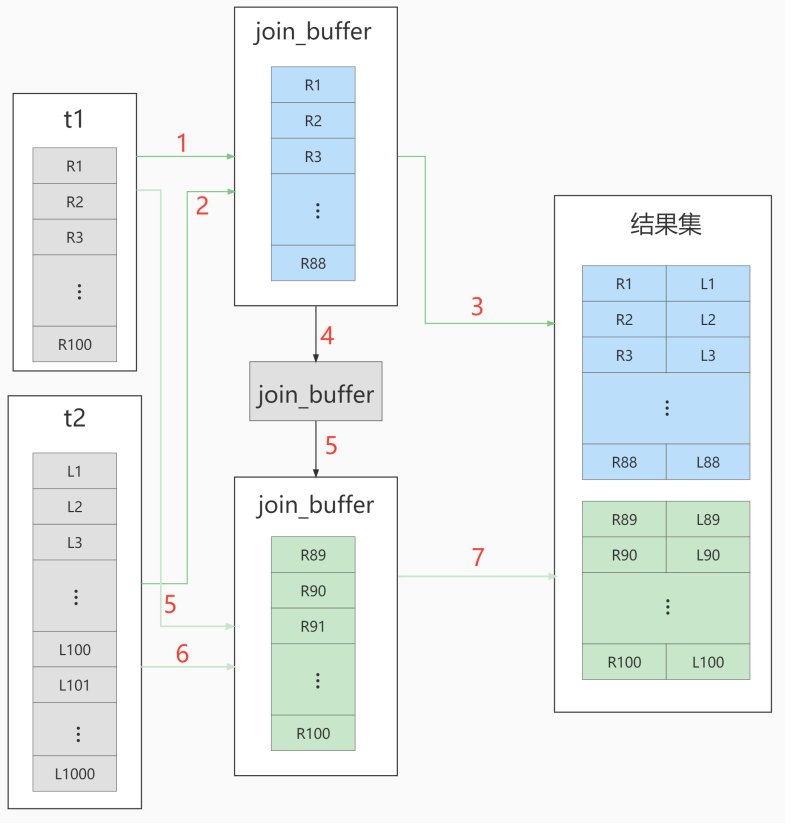 t1
R1
R2
R3
⋮
R100
t2
L1
L2
L3
⋮
L100
L101
⋮
L1000
1
2
5
6
join_buffer
R1
R2
R3
⋮
R88
4
join_buffer
5
join_buffer
R89
R90
R91
⋮
R100
3
7
结果集
R1 L1
R2 L2
R3 L3
⋮
R88 L88
R89 L89
R90 L90
⋮
R100 L100